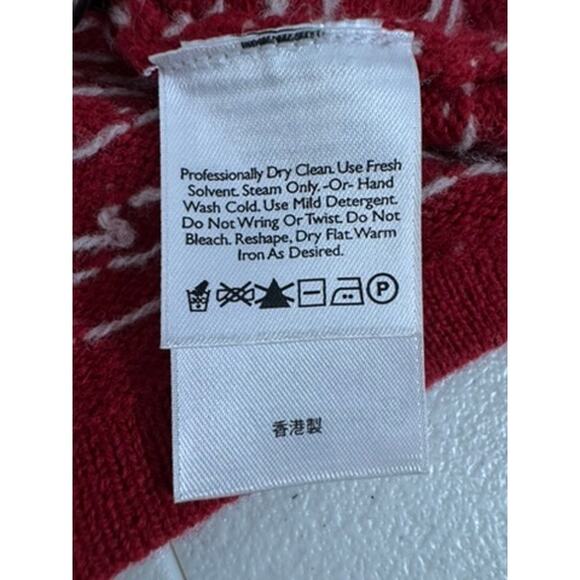 Professionally Dry Clean. Use Fresh
Solvent. Steam Only. -Or- Hand
Wash Cold. Use Mild Detergent.
Do Not Wring Or Twist. Do Not
Bleach. Reshape, Dry Flat. Warm
Iron As Desired.
P
香港製